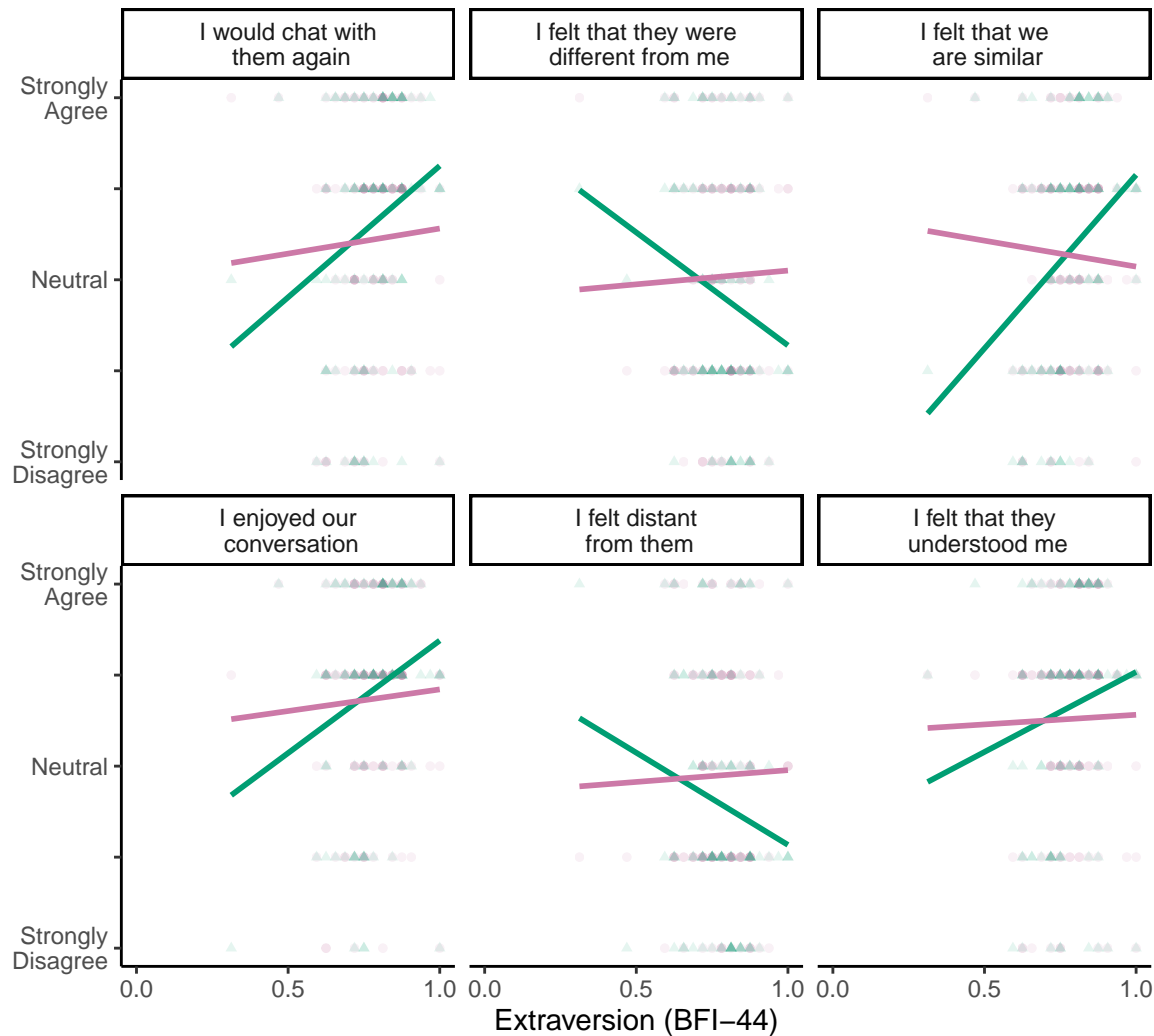 I would chat with
them again
I felt that they were
different from me
I felt that we
are similar
Strongly
Agree
Neutral
Strongly
Disagree
I enjoyed our
conversation
I felt distant
from them
I felt that they
understood me
Strongly
Agree
Neutral
Strongly
Disagree
0.0 0.5 1.0 0.0 0.5 1.0 0.0 0.5 1.0
Extraversion (BFI−44)